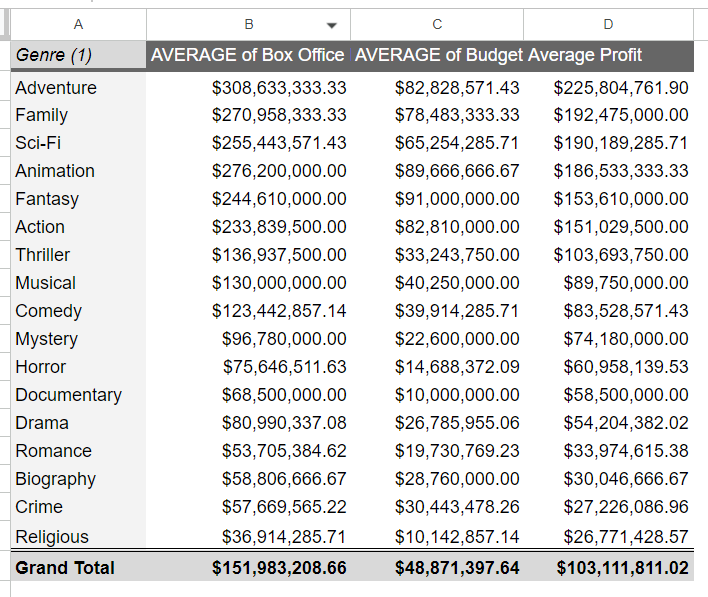 A B C D
Genre (1) AVERAGE of Box Office AVERAGE of Budget Average Profit
Adventure $308,633,333.33 $82,828,571.43 $225,804,761.90
Family $270,958,333.33 $78,483,333.33 $192,475,000.00
Sci-Fi $255,443,571.43 $65,254,285.71 $190,189,285.71
Animation $276,200,000.00 $89,666,666.67 $186,533,333.33
Fantasy $244,610,000.00 $91,000,000.00 $153,610,000.00
Action $233,839,500.00 $82,810,000.00 $151,029,500.00
Thriller $136,937,500.00 $33,243,750.00 $103,693,750.00
Musical $130,000,000.00 $40,250,000.00 $89,750,000.00
Comedy $123,442,857.14 $39,914,285.71 $83,528,571.43
Mystery $96,780,000.00 $22,600,000.00 $74,180,000.00
Horror $75,646,511.63 $14,688,372.09 $60,958,139.53
Documentary $68,500,000.00 $10,000,000.00 $58,500,000.00
Drama $80,990,337.08 $26,785,955.06 $54,204,382.02
Romance $53,705,384.62 $19,730,769.23 $33,974,615.38
Biography $58,806,666.67 $28,760,000.00 $30,046,666.67
Crime $57,669,565.22 $30,443,478.26 $27,226,086.96
Religious $36,914,285.71 $10,142,857.14 $26,771,428.57
Grand Total $151,983,208.66 $48,871,397.64 $103,111,811.02